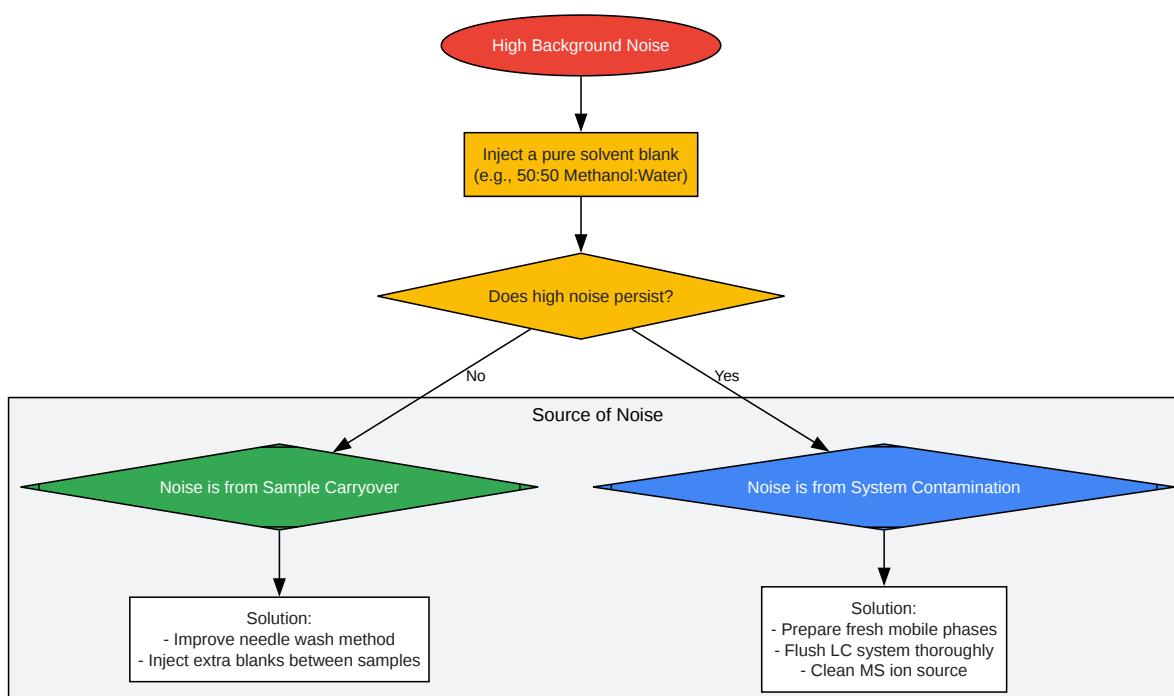 High Background Noise
Inject a pure solvent blank
(e.g., 50:50 Methanol:Water)
Does high noise persist?
No
Yes
Source of Noise
Noise is from Sample Carryover
Noise is from System Contamination
Solution:
- Improve needle wash method
- Inject extra blanks between samples
Solution:
- Prepare fresh mobile phases
- Flush LC system thoroughly
- Clean MS ion source